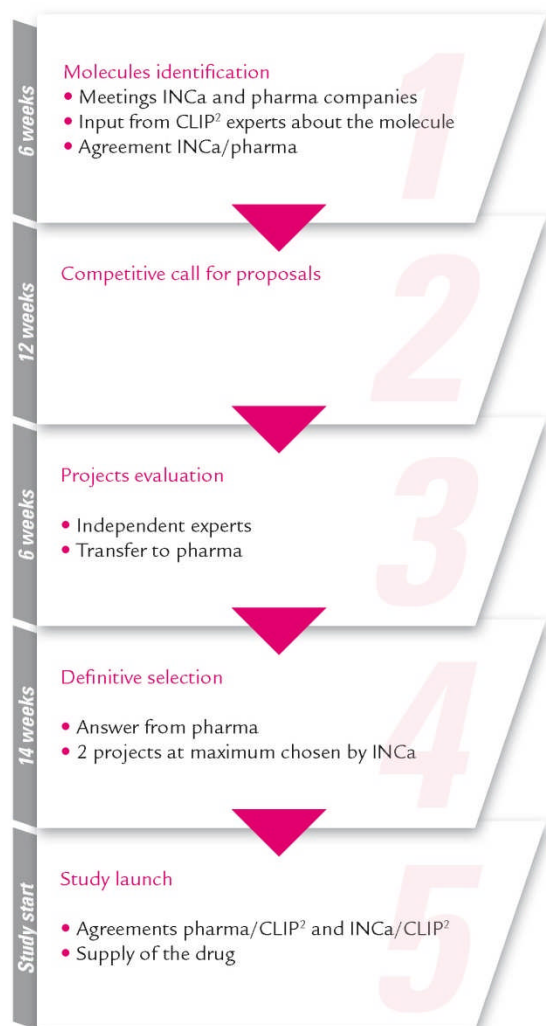 6 weeks
1
Molecules identification
• Meetings INCa and pharma companies
• Input from CLIP² experts about the molecule
• Agreement INCa/pharma
12 weeks
2
Competitive call for proposals
6 weeks
3
Projects evaluation
• Independent experts
• Transfer to pharma
14 weeks
4
Definitive selection
• Answer from pharma
• 2 projects at maximum chosen by INCa
Study start
5
Study launch
• Agreements pharma/CLIP² and INCa/CLIP²
• Supply of the drug